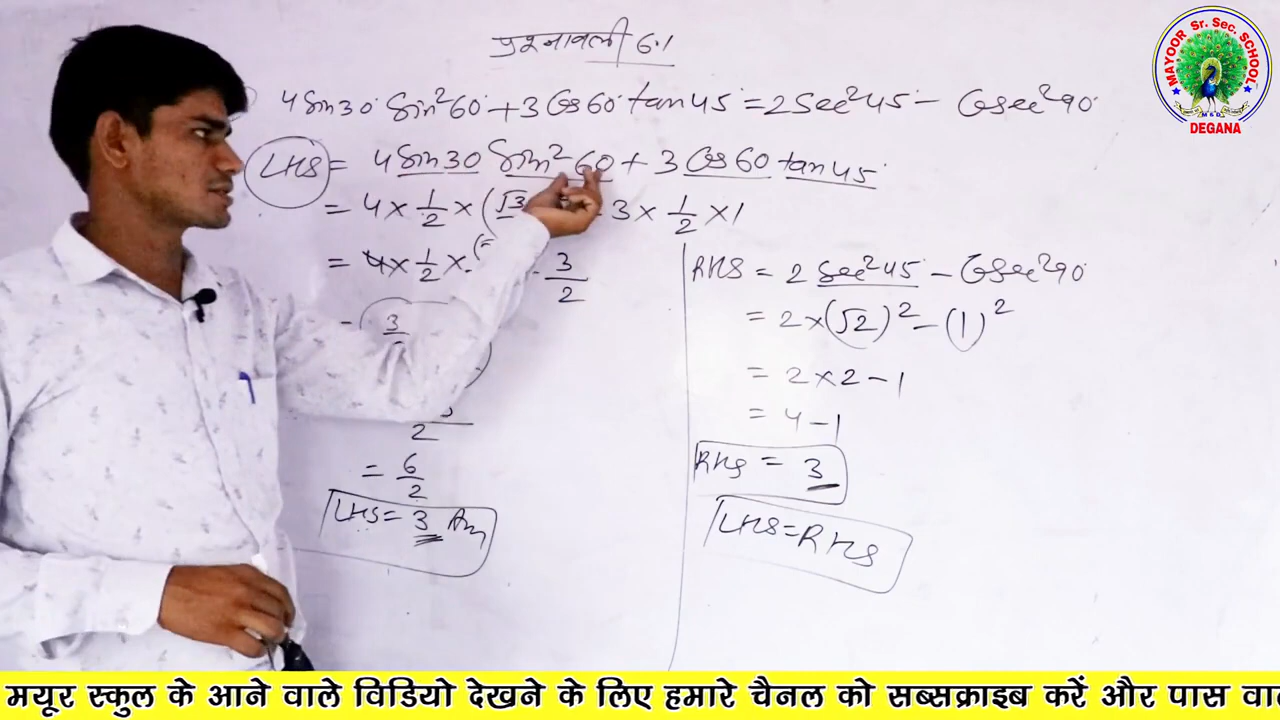 प्रश्नावली 6.1
4 Sin30 Sin²60 + 3 Cos60 tan45 = 2 Sec²45 - Cosec²90
LHS = 4 Sin30 Sin²60 + 3 Cos60 tan45
= 4 × 1/2 × (√3 3 × 1/2 × 1
= 4 × 1/2 × ( 3/2
= 3/
2
= 6/2
LHS = 3 Ans
RHS = 2 Sec²45 - Cosec²90
= 2 × (√2)² - (1)²
= 2 × 2 - 1
= 4 - 1
RHS = 3
LHS = RHS
MAYOOR Sr. Sec. SCHOOL
DEGANA
मयूर स्कुल के आने वाले विडियो देखने के लिए हमारे चैनल को सब्सक्राइब करें और पास वाल